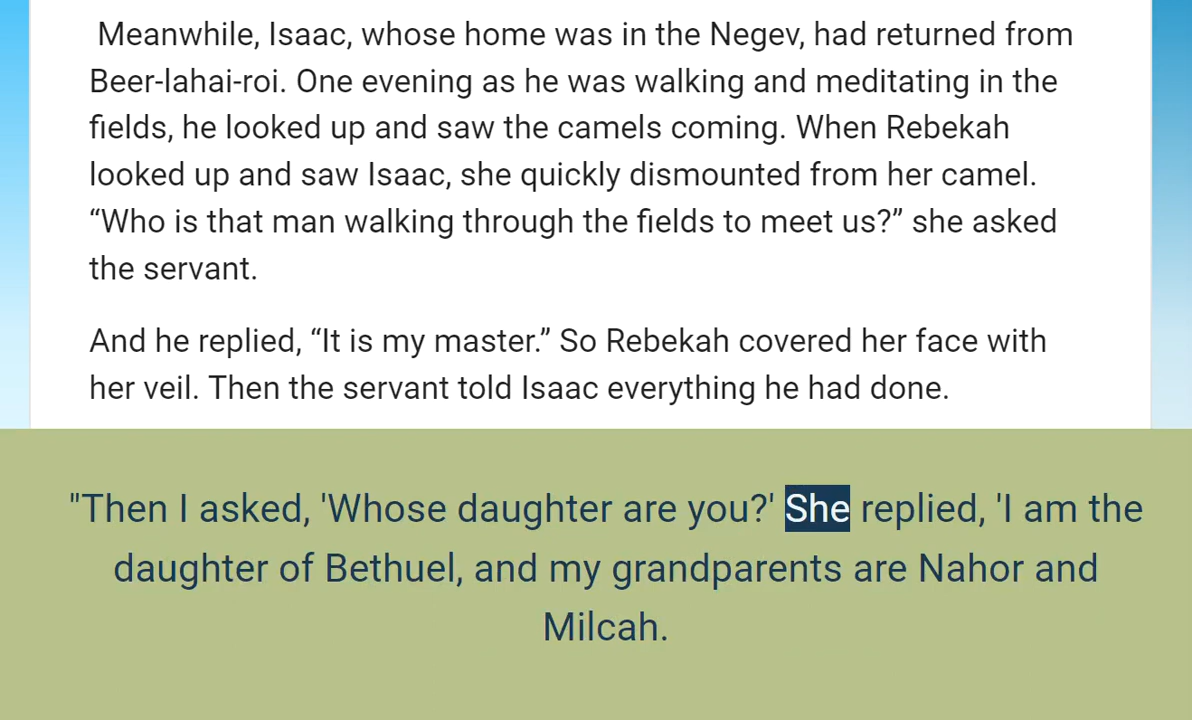 Meanwhile, Isaac, whose home was in the Negev, had returned from
Beer-lahai-roi. One evening as he was walking and meditating in the
fields, he looked up and saw the camels coming. When Rebekah
looked up and saw Isaac, she quickly dismounted from her camel.
“Who is that man walking through the fields to meet us?” she asked
the servant.
And he replied, “It is my master.” So Rebekah covered her face with
her veil. Then the servant told Isaac everything he had done.
"Then I asked, 'Whose daughter are you?' She replied, 'I am the
daughter of Bethuel, and my grandparents are Nahor and
Milcah.